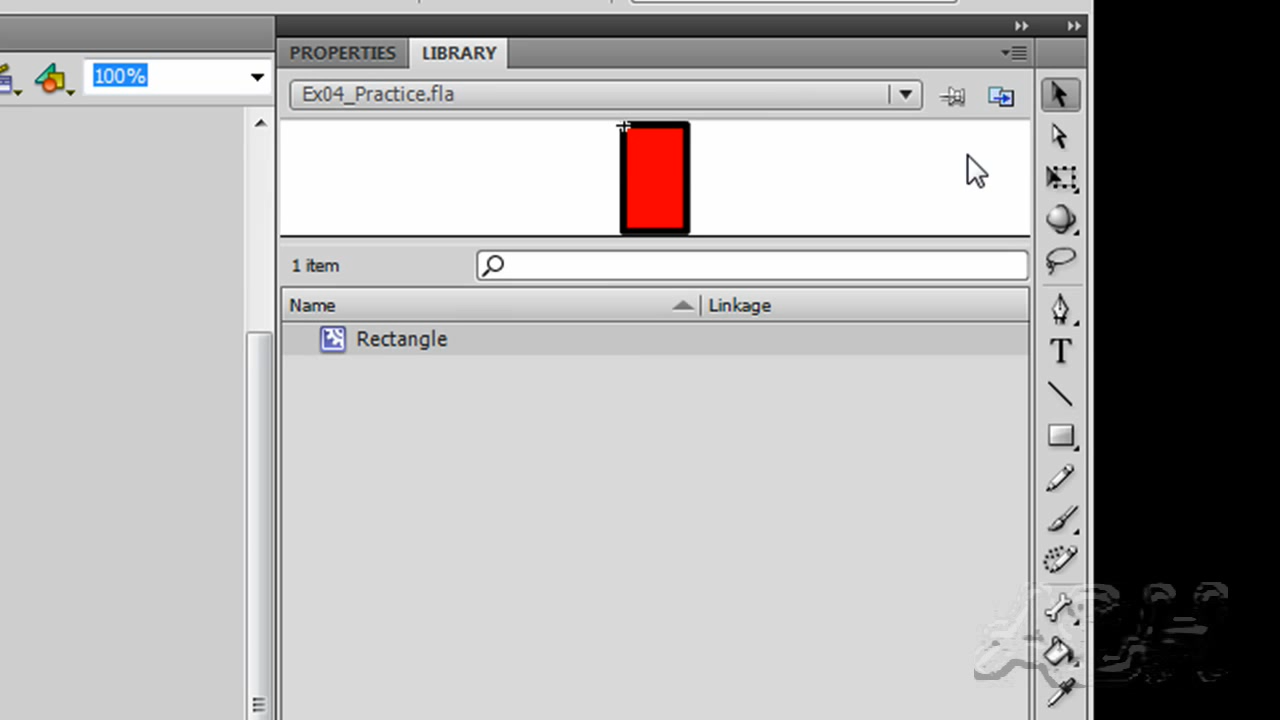 PROPERTIES LIBRARY
100%
Ex04_Practice.fla
1 item
Name Linkage
Rectangle